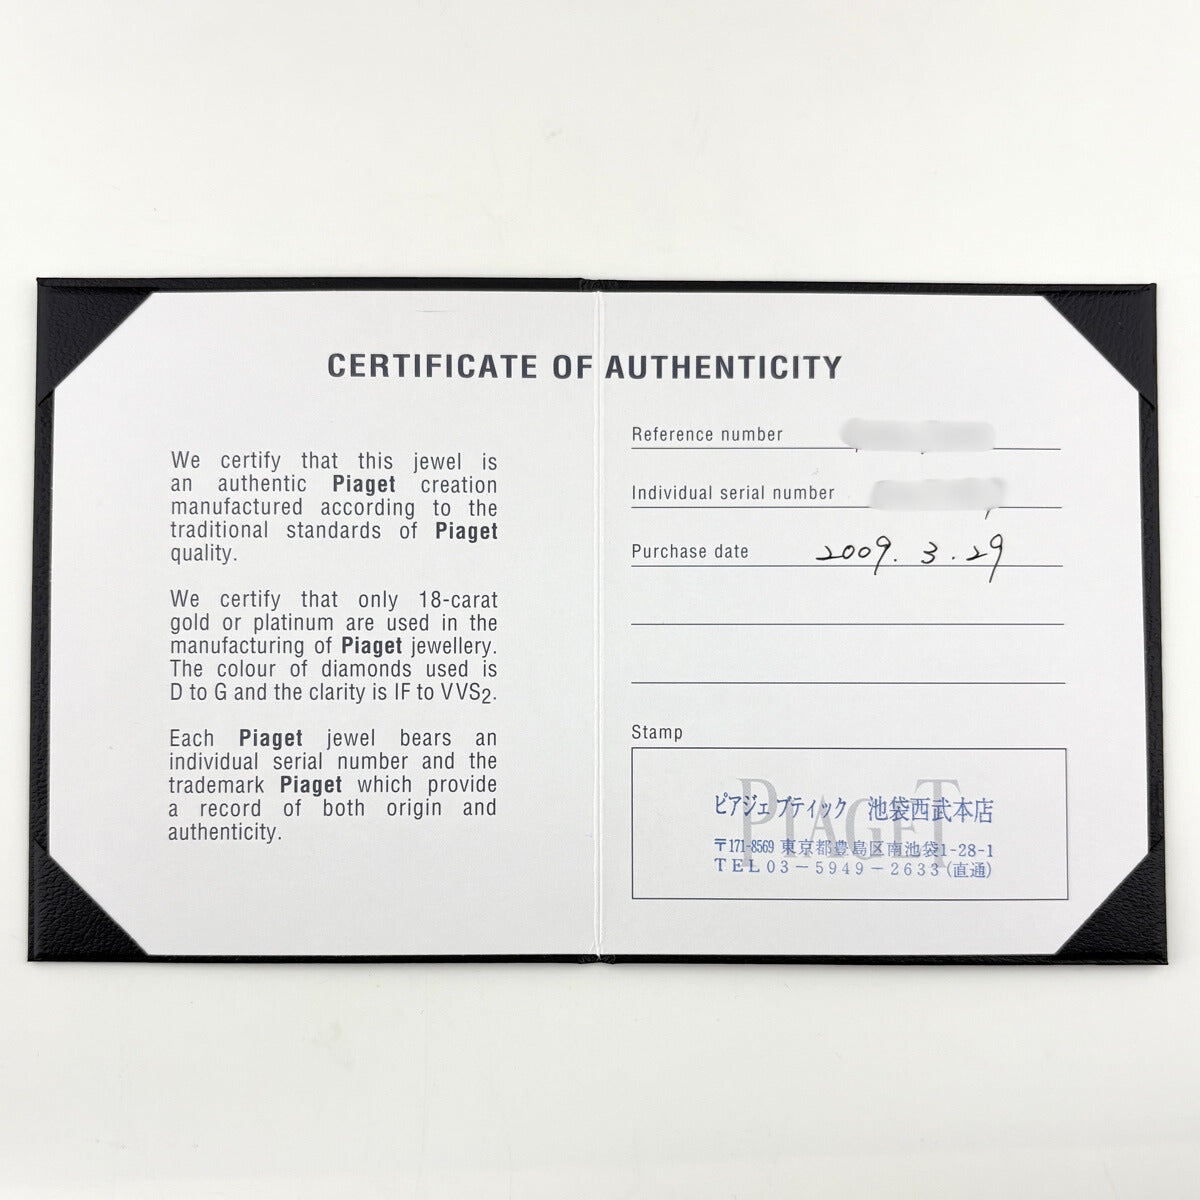 CERTIFICATE OF AUTHENTICITY
We certify that this jewel is
an authentic Piaget creation
manufactured according to the
traditional standards of Piaget
quality.
We certify that only 18-carat
gold or platinum are used in the
manufacturing of Piaget jewellery.
The colour of diamonds used is
D to G and the clarity is IF to VVS2.
Each Piaget jewel bears an
individual serial number and the
trademark Piaget which provide
a record of both origin and
authenticity.
Reference number
Individual serial number
Purchase date 2009. 3. 29
Stamp
PIAGET
ピアジェ ブティック 池袋西武本店
〒171-8569 東京都豊島区南池袋1-28-1
TEL 03-5949-2633 (直通)